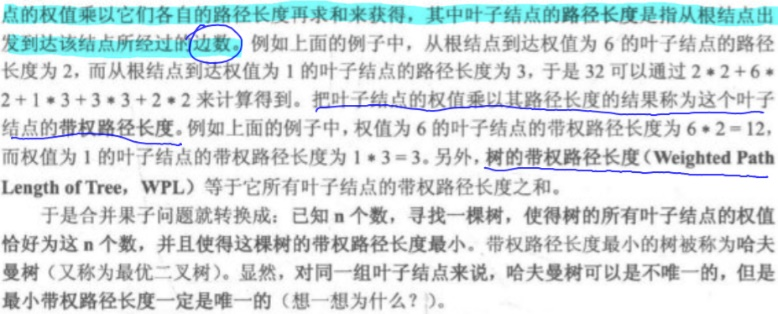 点的权值乘以它们各自的路径长度再求和来获得，其中叶子结点的路径长度是指从根结点出
发到达该结点所经过的边数。例如上面的例子中，从根结点到达权值为 6 的叶子结点的路径
长度为 2，而从根结点到达权值为 1 的叶子结点的路径长度为 3，于是 32 可以通过 2 * 2 + 6 *
2 + 1 * 3 + 3 * 3 + 2 * 2 来计算得到。把叶子结点的权值乘以其路径长度的结果称为这个叶子
结点的带权路径长度。例如上面的例子中，权值为 6 的叶子结点的带权路径长度为 6 * 2 = 12，
而权值为 1 的叶子结点的带权路径长度为 1 * 3 = 3。另外，树的带权路径长度（Weighted Path
Length of Tree，WPL）等于它所有叶子结点的带权路径长度之和。
于是合并果子问题就转换成：已知 n 个数，寻找一棵树，使得树的所有叶子结点的权值
恰好为这 n 个数，并且使得这棵树的带权路径长度最小。带权路径长度最小的树被称为哈夫
曼树（又称为最优二叉树）。显然，对同一组叶子结点来说，哈夫曼树可以是不唯一的，但是
最小带权路径长度一定是唯一的（想一想为什么？）。